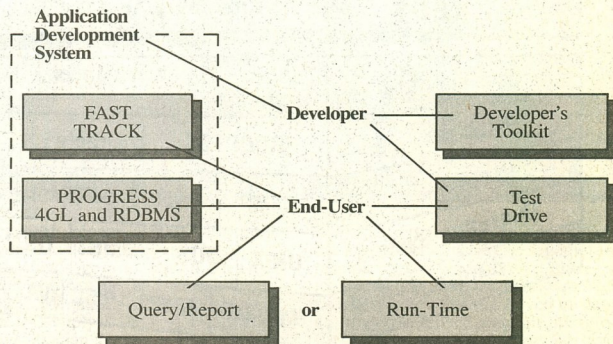 Application
Development
System
FAST
TRACK
Developer
Developer's
Toolkit
PROGRESS
4GL and RDBMS
End-User
Test
Drive
Query/Report
or
Run-Time